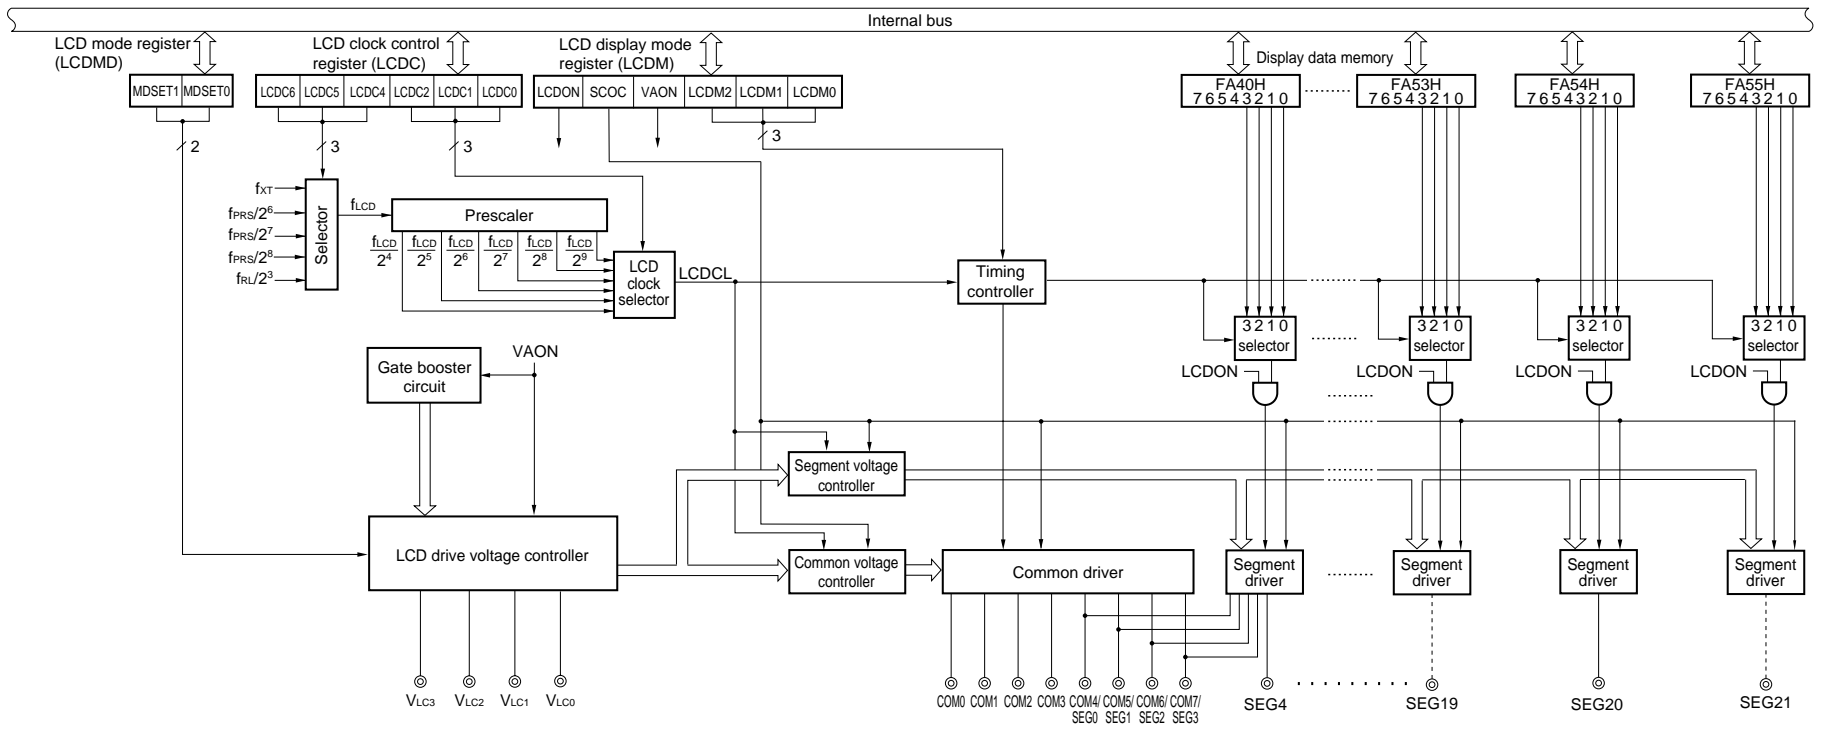 Internal bus
LCD mode register
(LCDMD)
LCD clock control
register (LCDC)
LCD display mode
register (LCDM)
Display data memory
MDSET1 MDSET0
LCDC6 LCDC5 LCDC4 LCDC2 LCDC1 LCDC0
LCDON SCOC VAON LCDM2 LCDM1 LCDM0
FA40H
7 6 5 4 3 2 1 0
FA53H
7 6 5 4 3 2 1 0
FA54H
7 6 5 4 3 2 1 0
FA55H
7 6 5 4 3 2 1 0
2
3
3
3
fXT
fPRS/2^6
fPRS/2^7
fPRS/2^8
fRL/2^3
Selector
fLCD
Prescaler
fLCD/2^4 fLCD/2^5 fLCD/2^6 fLCD/2^7 fLCD/2^8 fLCD/2^9
LCD
clock
selector
LCDCL
Timing
controller
3 2 1 0
selector
3 2 1 0
selector
3 2 1 0
selector
3 2 1 0
selector
LCDON
LCDON
LCDON
LCDON
VAON
Gate booster
circuit
Segment voltage
controller
LCD drive voltage controller
Common voltage
controller
Common driver
Segment
driver
Segment
driver
Segment
driver
Segment
driver
VLC3 VLC2 VLC1 VLC0
COM0 COM1 COM2 COM3
COM4/
SEG0
COM5/
SEG1
COM6/
SEG2
COM7/
SEG3
SEG4 SEG19 SEG20 SEG21